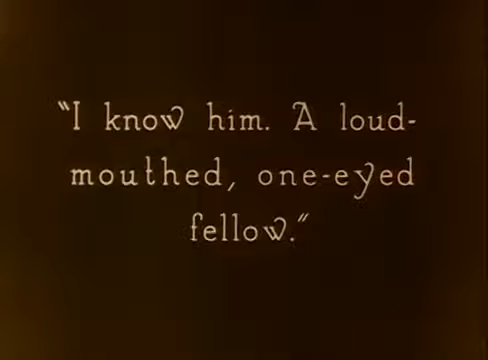 “I know him. A loud-
mouthed, one-eyed
fellow.”